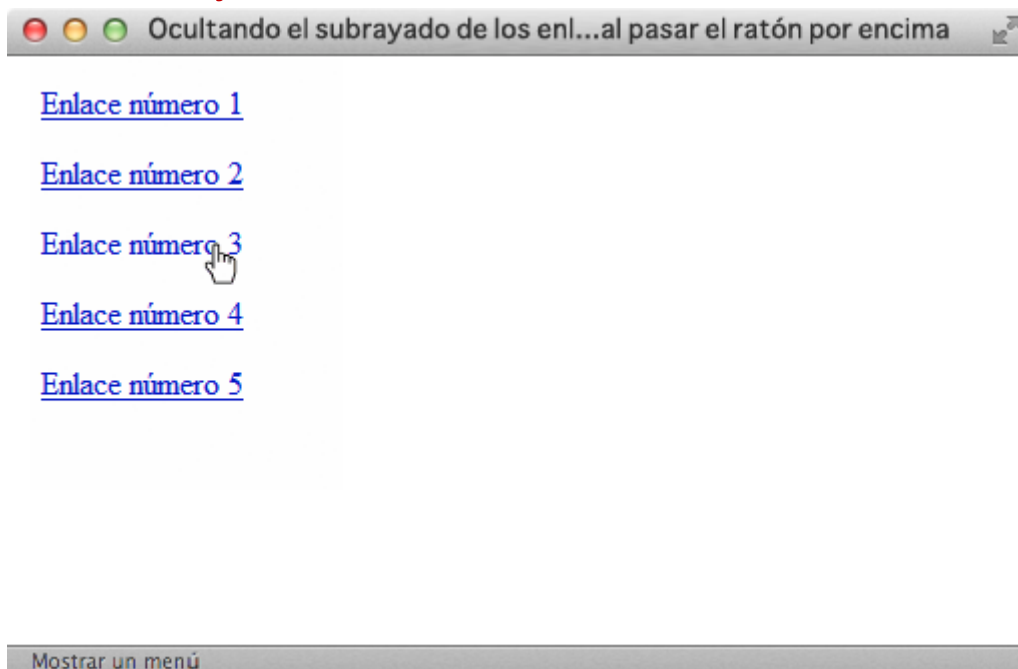 Ocultando el subrayado de los enl...al pasar el ratón por encima
Enlace número 1
Enlace número 2
Enlace número 3
Enlace número 4
Enlace número 5
Mostrar un menú